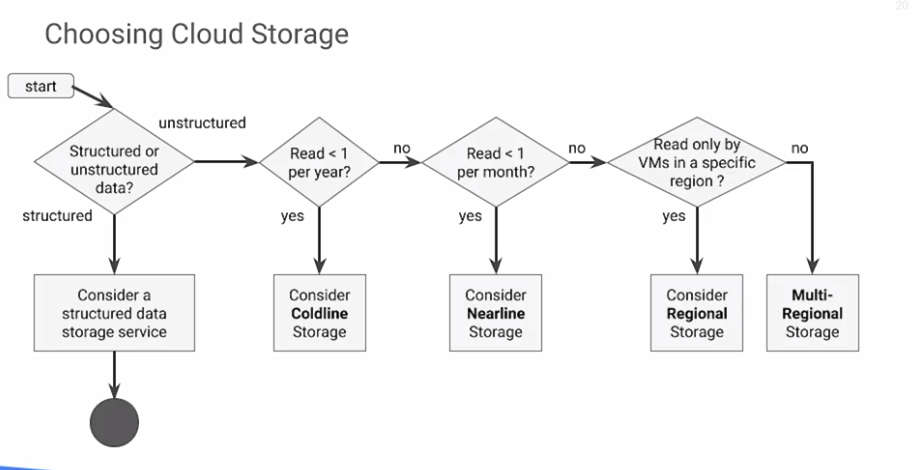 20
Choosing Cloud Storage
start
unstructured
Structured or
unstructured
data?
structured
Read < 1
per year?
no
yes
Read < 1
per month?
no
yes
Read only by
VMs in a specific
region ?
no
yes
Consider a
structured data
storage service
Consider
Coldline
Storage
Consider
Nearline
Storage
Consider
Regional
Storage
Multi-
Regional
Storage